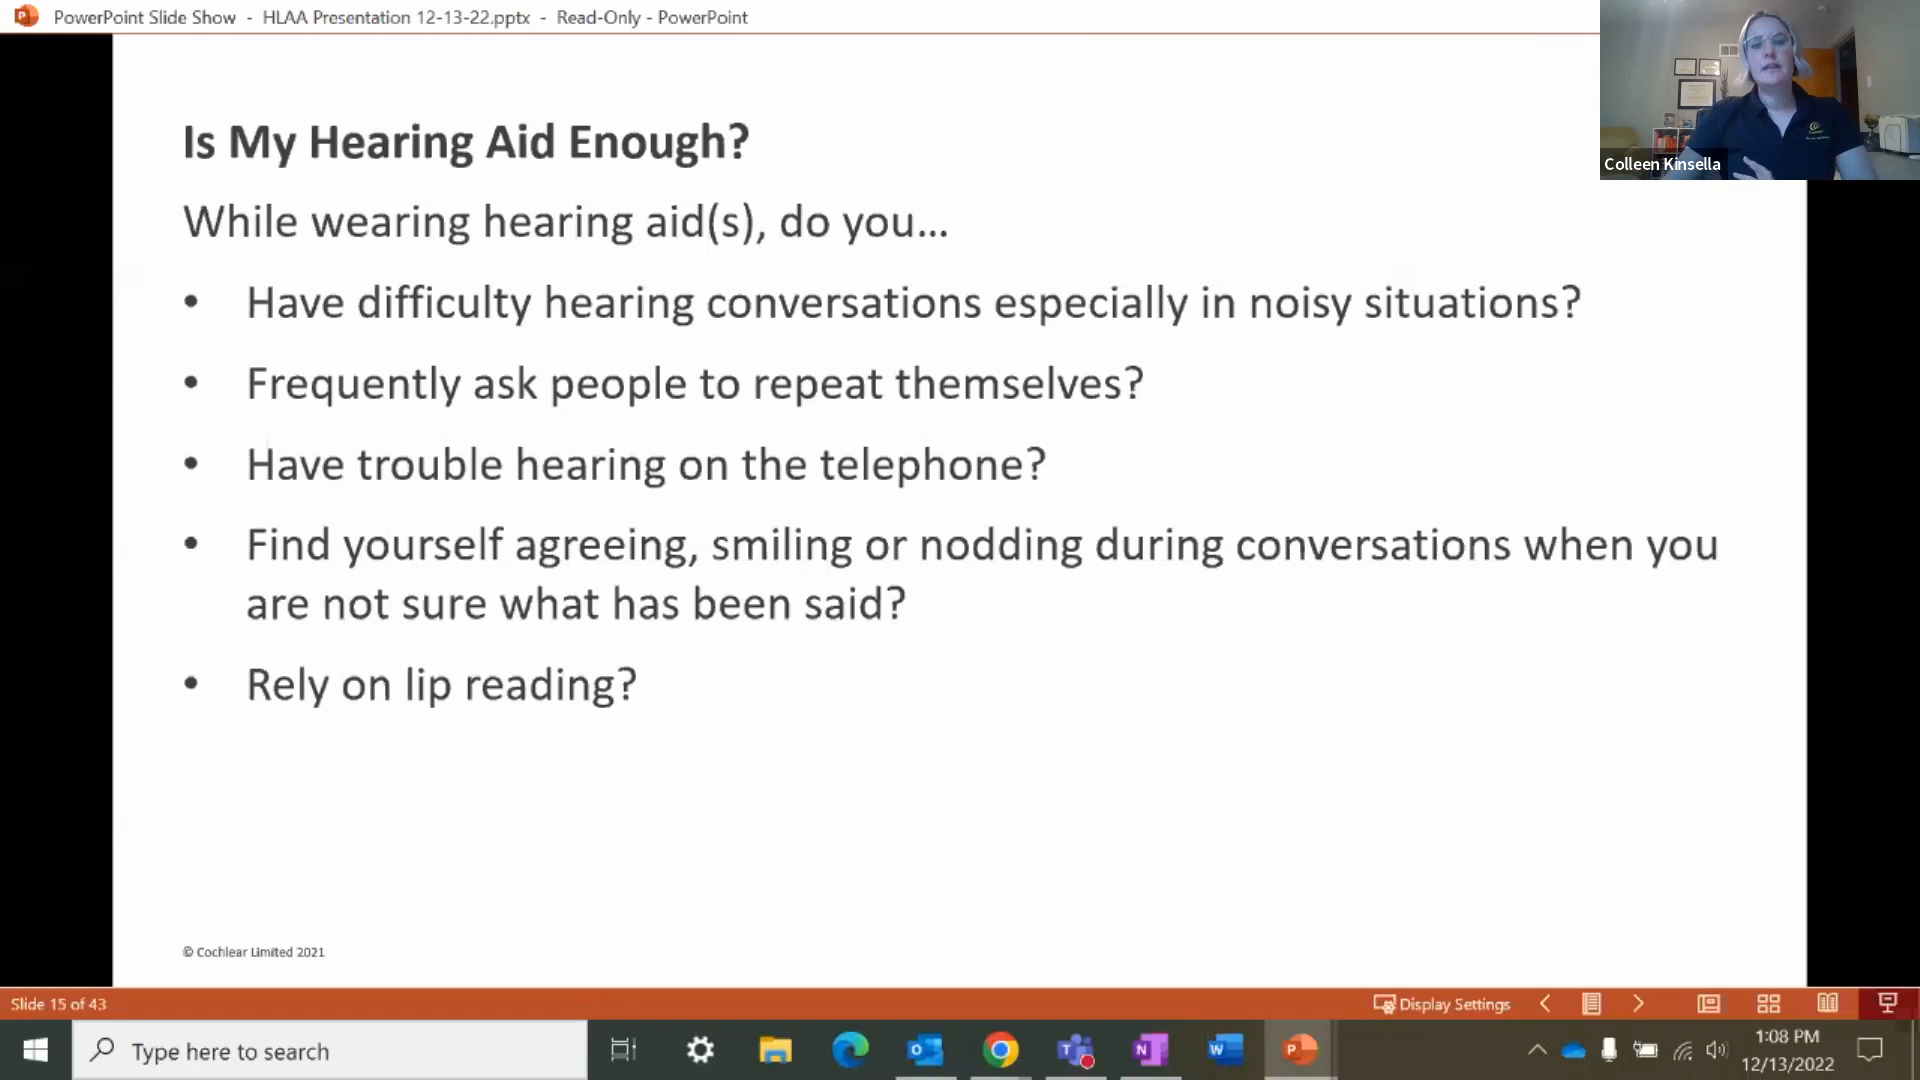 PowerPoint Slide Show - HLAA Presentation 12-13-22.pptx - Read-Only - PowerPoint
Colleen Kinsella
Is My Hearing Aid Enough?
While wearing hearing aid(s), do you...
• Have difficulty hearing conversations especially in noisy situations?
• Frequently ask people to repeat themselves?
• Have trouble hearing on the telephone?
• Find yourself agreeing, smiling or nodding during conversations when you
are not sure what has been said?
• Rely on lip reading?
© Cochlear Limited 2021
Slide 15 of 43
Display Settings
Type here to search
1:08 PM
12/13/2022